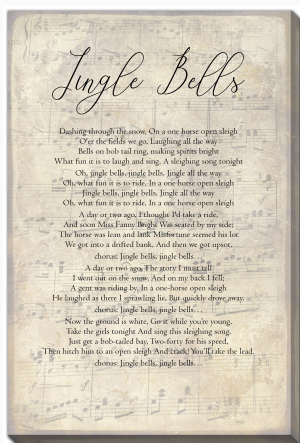 Jingle Bells
Dashing through the snow, On a one horse open sleigh
O'er the fields we go, Laughing all the way
Bells on bob tail ring, making spirits bright
What fun it is to laugh and sing, A sleighing song tonight
Oh, jingle bells, jingle bells, Jingle all the way
Oh, what fun it is to ride, In a one horse open sleigh
Jingle bells, jingle bells, Jingle all the way
Oh, what fun it is to ride, In a one horse open sleigh
A day or two ago, I thought I'd take a ride,
And soon Miss Fanny Bright Was seated by my side;
The horse was lean and lank Misfortune seemed his lot
We got into a drifted bank, And then we got upsot.
chorus: Jingle bells, jingle bells…
A day or two ago, The story I must tell
I went out on the snow, And on my back I fell;
A gent was riding by, In a one-horse open sleigh
He laughed as there I sprawling lie, But quickly drove away.
chorus: Jingle bells, jingle bells…
Now the ground is white, Go it while you're young,
Take the girls tonight And sing this sleighing song.
Just get a bob-tailed bay, Two-forty for his speed,
Then hitch him to an open sleigh And crack! You'll take the lead.
chorus: Jingle bells, jingle bells…